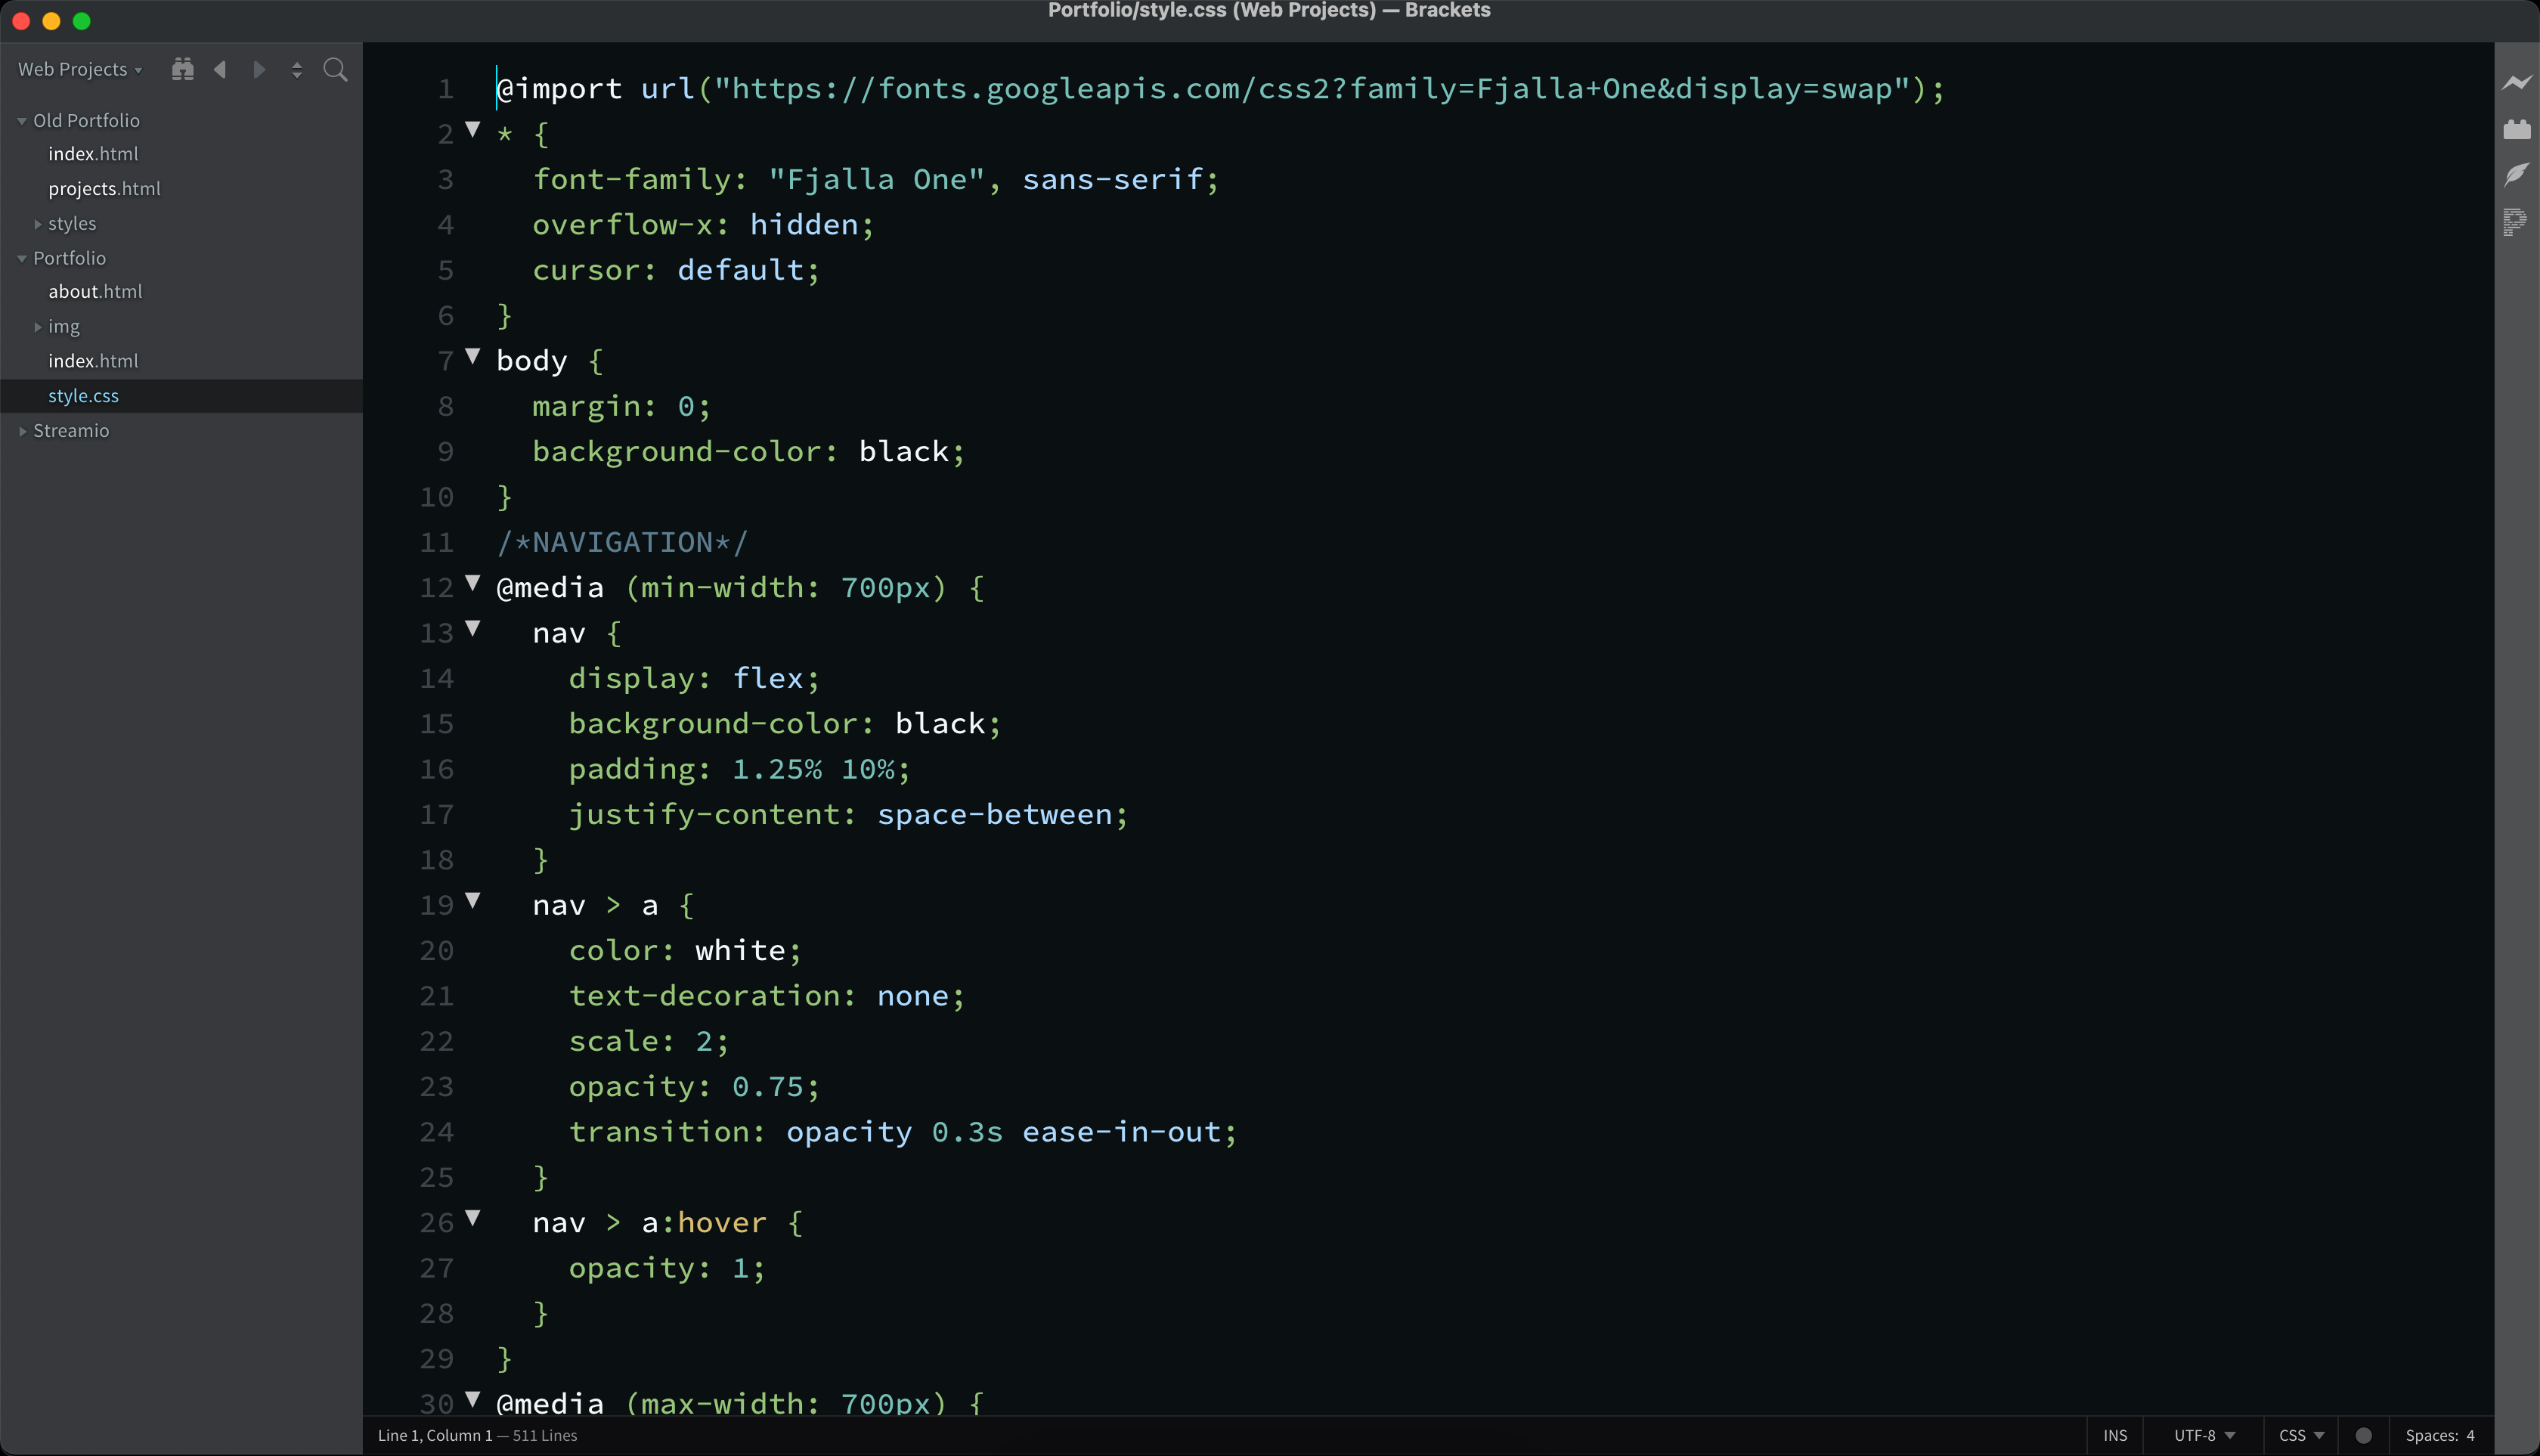 Portfolio/style.css (Web Projects) — Brackets
Web Projects
Old Portfolio
index.html
projects.html
styles
Portfolio
about.html
img
index.html
style.css
Streamio
1 @import url("https://fonts.googleapis.com/css2?family=Fjalla+One&display=swap");
2 * {
3   font-family: "Fjalla One", sans-serif;
4   overflow-x: hidden;
5   cursor: default;
6 }
7 body {
8   margin: 0;
9   background-color: black;
10 }
11 /*NAVIGATION*/
12 @media (min-width: 700px) {
13   nav {
14     display: flex;
15     background-color: black;
16     padding: 1.25% 10%;
17     justify-content: space-between;
18   }
19   nav > a {
20     color: white;
21     text-decoration: none;
22     scale: 2;
23     opacity: 0.75;
24     transition: opacity 0.3s ease-in-out;
25   }
26   nav > a:hover {
27     opacity: 1;
28   }
29 }
30 @media (max-width: 700px) {
Line 1, Column 1 — 511 Lines
INS UTF-8 CSS Spaces: 4